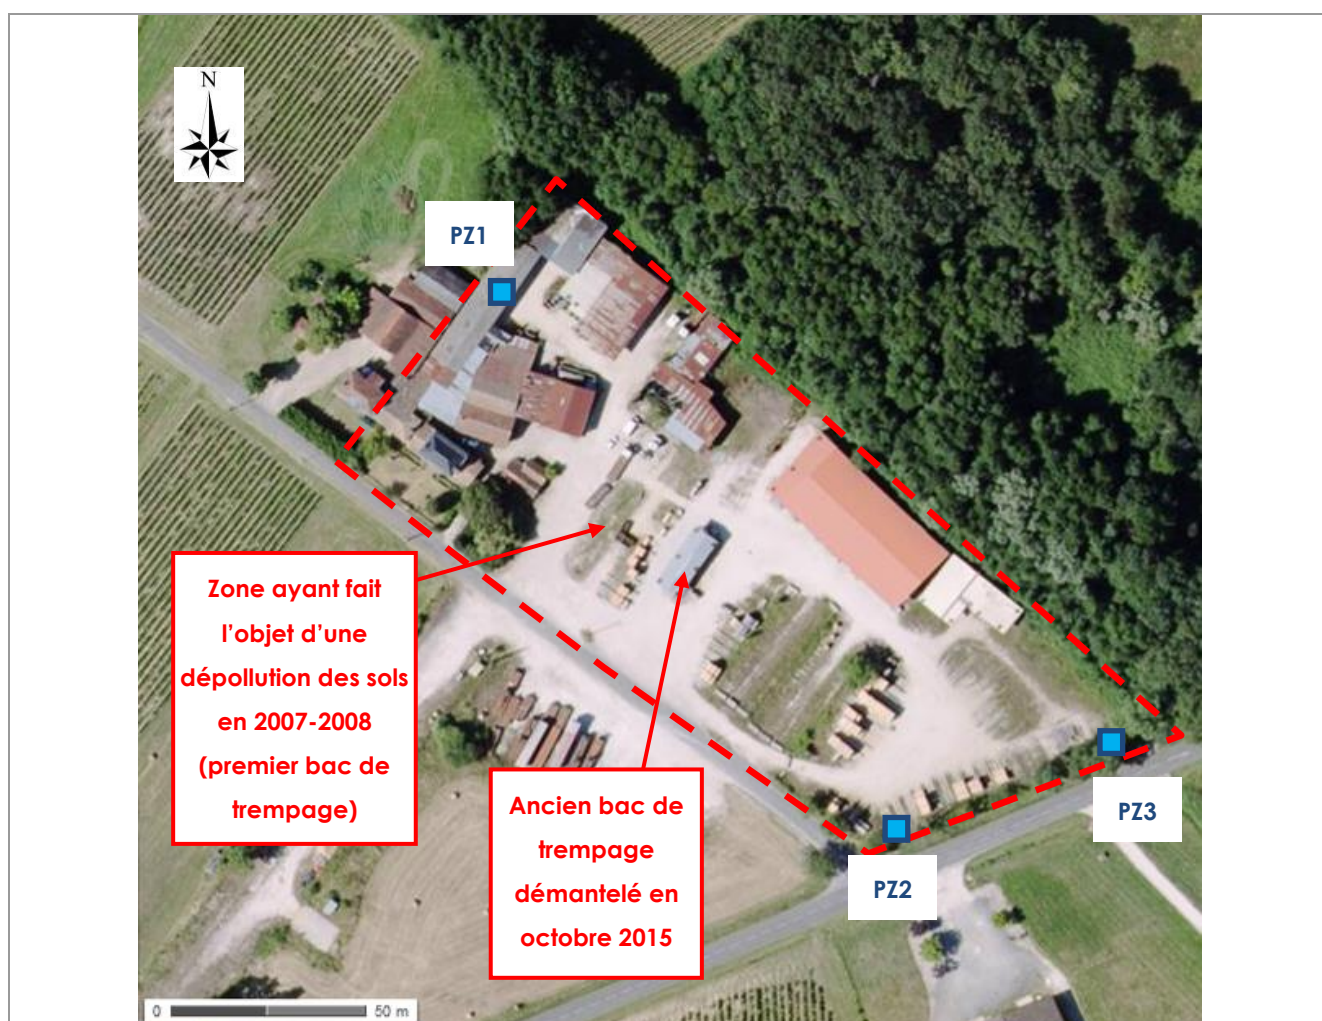 N
PZ1
Zone ayant fait
l’objet d’une
dépollution des sols
en 2007-2008
(premier bac de
trempage)
Ancien bac de
trempage
démantelé en
octobre 2015
PZ3
PZ2
0 50 m